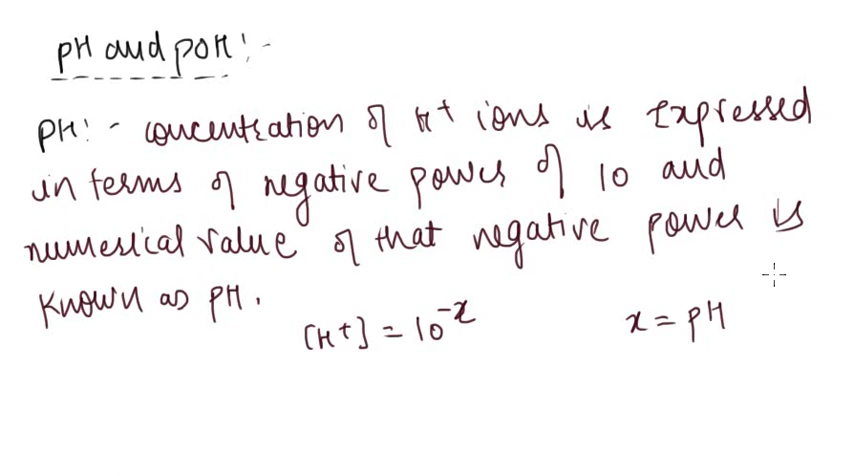 pH and pOH :-
PH :- concentration of H+ ions is Expressed
in terms of negative power of 10 and
numerical value of that negative power is
known as pH.
[H+] = 10^-x    x = pH